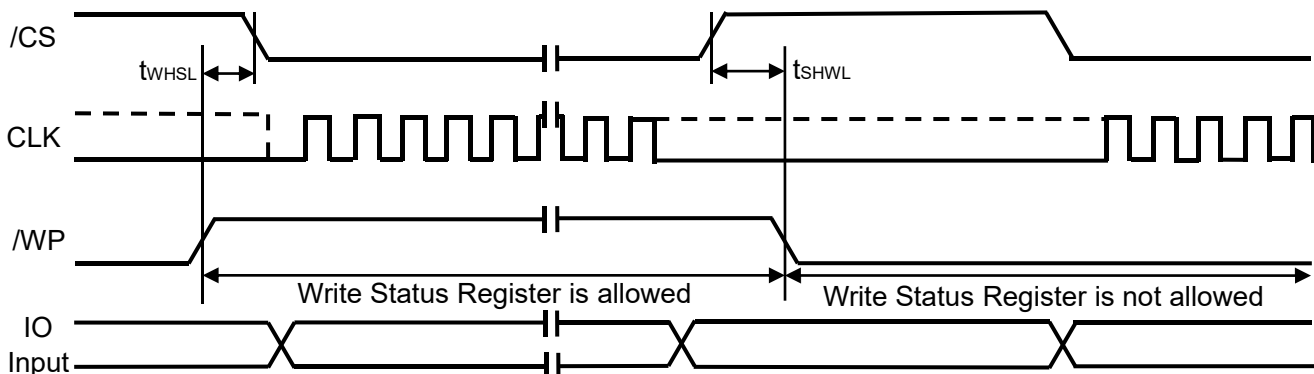 /CS
tWHSL
tSHWL
CLK
/WP
Write Status Register is allowed
Write Status Register is not allowed
IO
Input